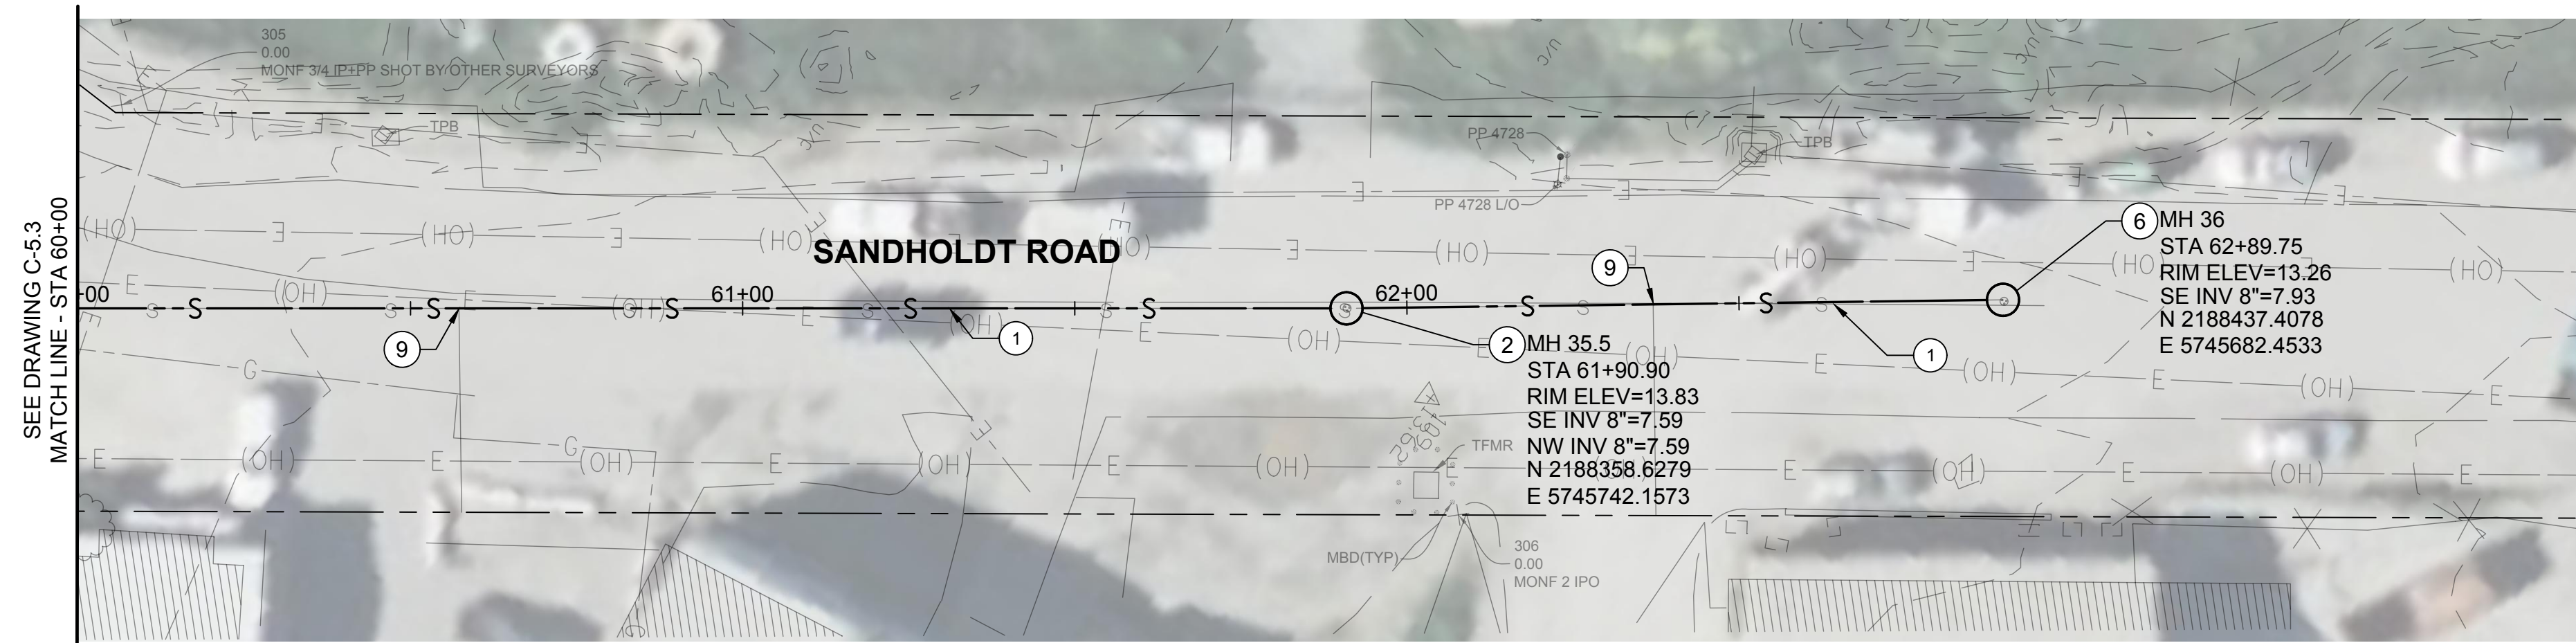 SEE DRAWING C-5.3
MATCH LINE - STA 60+00
305
0.00
MONF 3/4 IP+PP SHOT BY OTHER SURVEYORS
TPB
U/C
U/C
U/C
PP 4728
TPB
PP 4728 L/O
(HO) E (HO) E (HO) E (HO) E (HO) E (HO) E (HO) (HO)
SANDHOLDT ROAD
+00
61+00
62+00
S S S S S S S
9
1
9
1
6
MH 36
STA 62+89.75
RIM ELEV=13.26
SE INV 8"=7.93
N 2188437.4078
E 5745682.4533
2
MH 35.5
STA 61+90.90
RIM ELEV=13.83
SE INV 8"=7.59
NW INV 8"=7.59
N 2188358.6279
E 5745742.1573
E (OH) E (OH) E (OH) E (OH) E (OH) E (OH) E (OH) E
G
G
E (OH) E (OH) E (OH) E (OH) E (OH) E (OH) E (OH) E
TFMR
MBD(TYP)
306
0.00
MONF 2 IPO